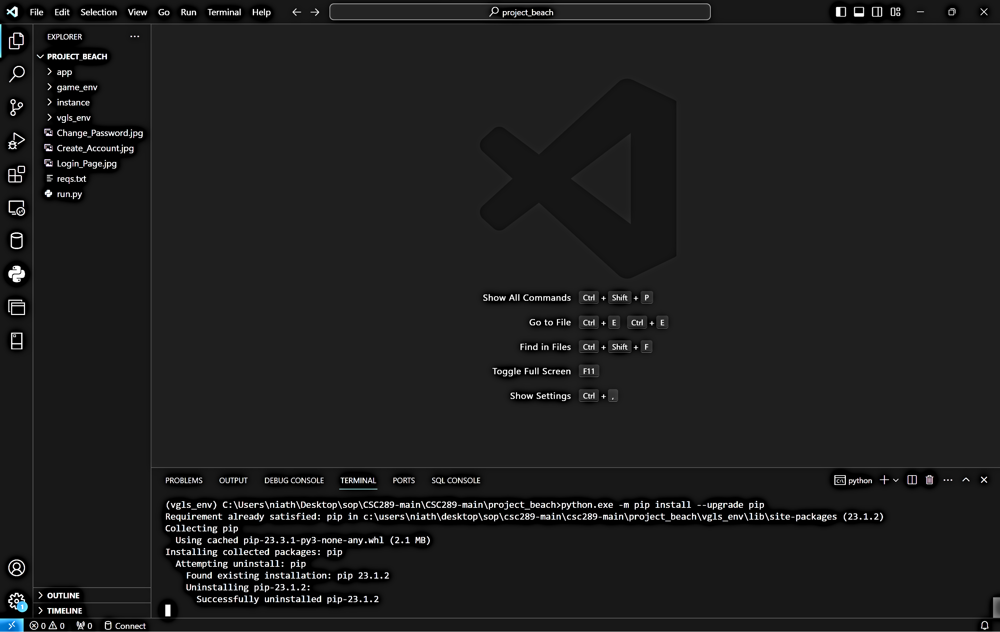 File Edit Selection View Go Run Terminal Help
project_beach
EXPLORER
PROJECT_BEACH
app
game_env
instance
vgls_env
Change_Password.jpg
Create_Account.jpg
Login_Page.jpg
reqs.txt
run.py
Show All Commands Ctrl + Shift + P
Go to File Ctrl + E Ctrl + E
Find in Files Ctrl + Shift + F
Toggle Full Screen F11
Show Settings Ctrl + ,
PROBLEMS OUTPUT DEBUG CONSOLE TERMINAL PORTS SQL CONSOLE
python
(vgls_env) C:\Users\niath\Desktop\sop\CSC289-main\CSC289-main\project_beach>python.exe -m pip install --upgrade pip
Requirement already satisfied: pip in c:\users\niath\desktop\sop\csc289-main\csc289-main\project_beach\vgls_env\lib\site-packages (23.1.2)
Collecting pip
Using cached pip-23.3.1-py3-none-any.whl (2.1 MB)
Installing collected packages: pip
Attempting uninstall: pip
Found existing installation: pip 23.1.2
Uninstalling pip-23.1.2:
Successfully uninstalled pip-23.1.2
OUTLINE
TIMELINE
1
0 0 0 Connect